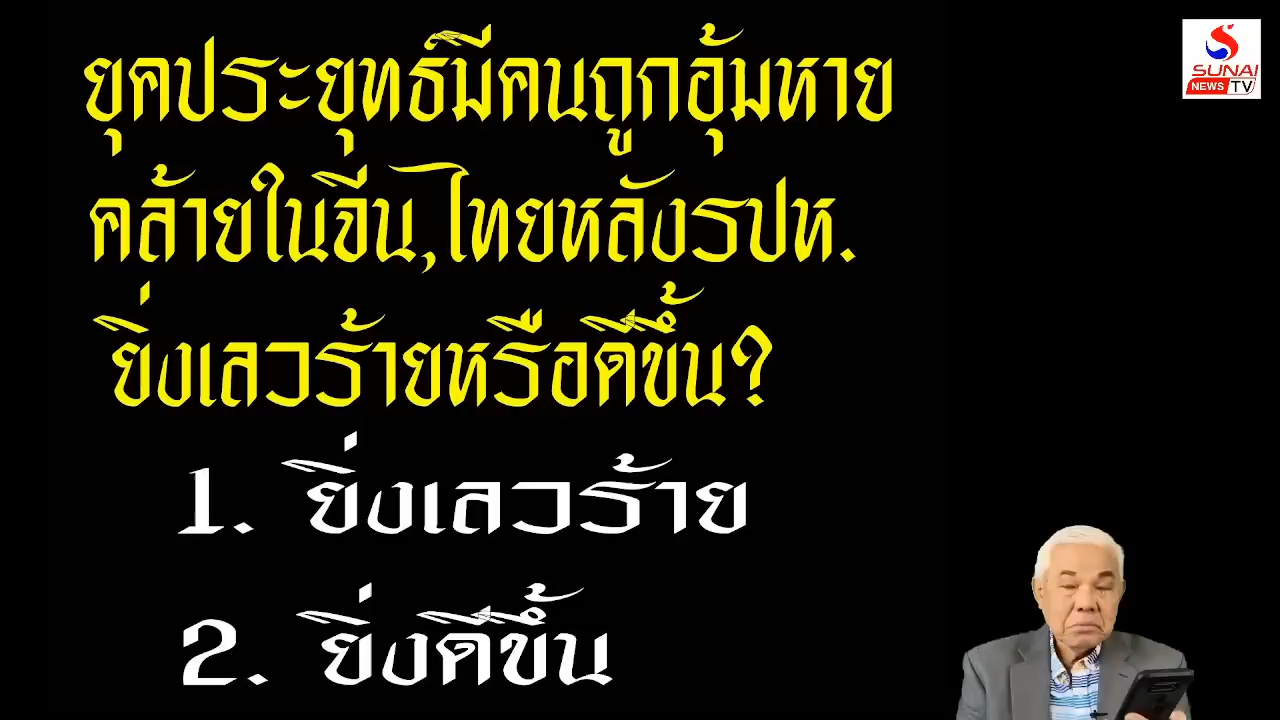 ยุคประยุทธ์มีคนถูกอุ้มหาย
คล้ายในจีน,ไทยหลังรปห.
ยิ่งเลวร้ายหรือดีขึ้น?
1. ยิ่งเลวร้าย
2. ยิ่งดีขึ้น
SUNAI
NEWS TV